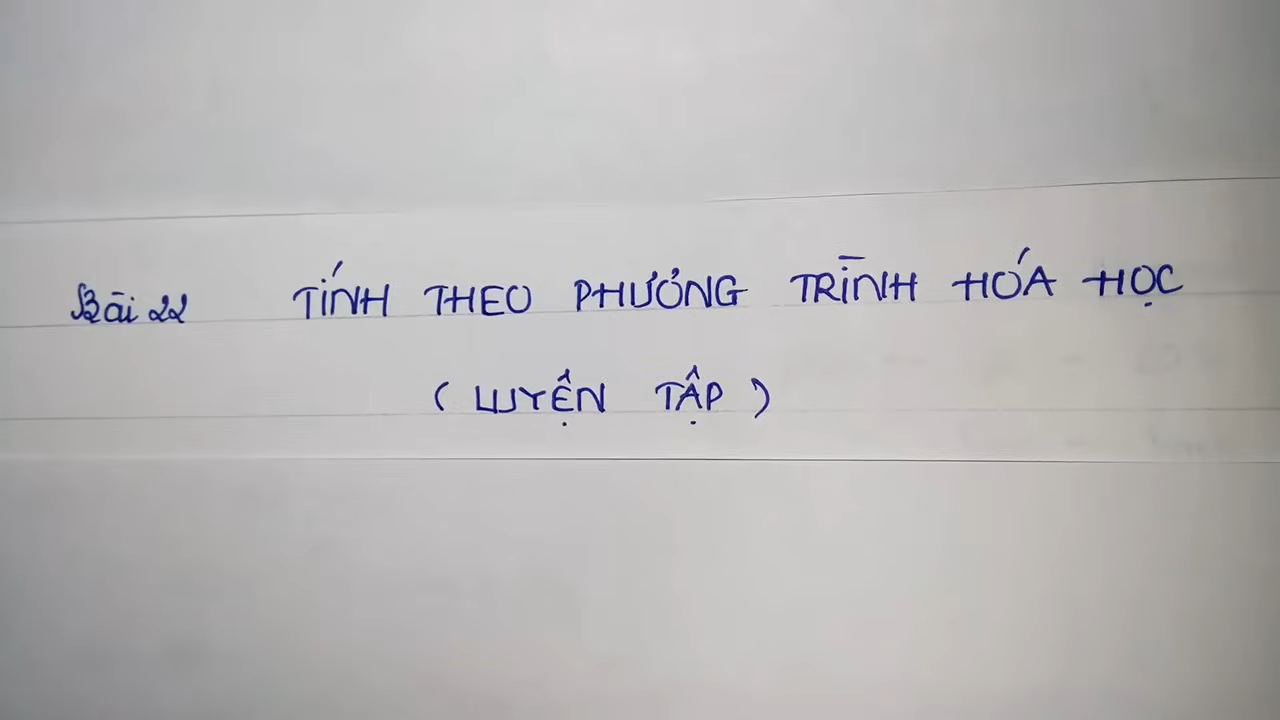 Bài 22 TÍNH THEO PHƯƠNG TRÌNH HÓA HỌC
( LUYỆN TẬP )